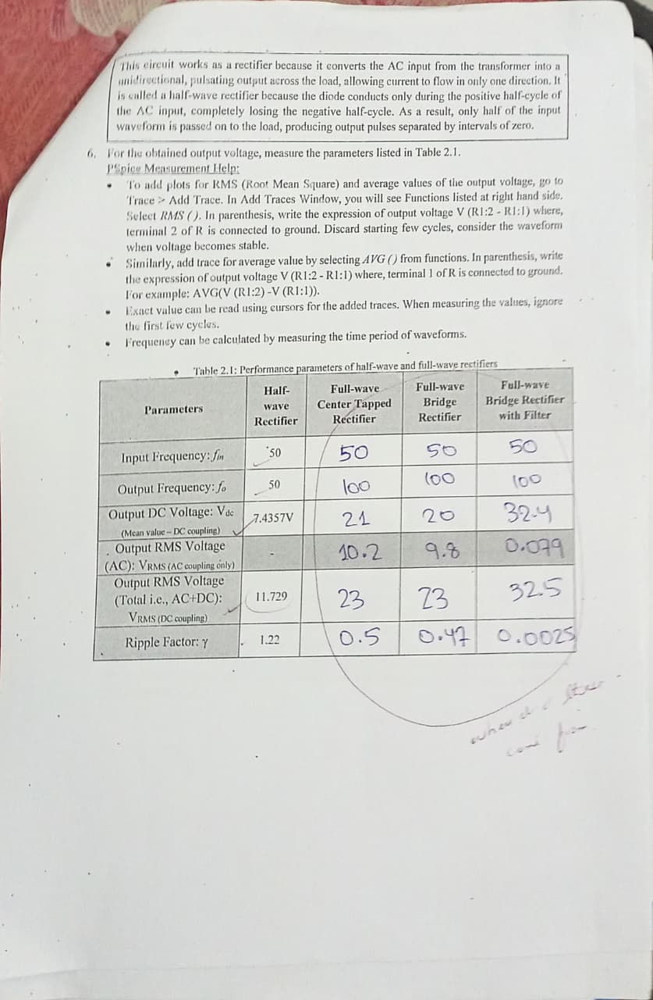 This circuit works as a rectifier because it converts the AC input from the transformer into a
unidirectional, pulsating output across the load, allowing current to flow in only one direction. It
is called a half-wave rectifier because the diode conducts only during the positive half-cycle of
the AC input, completely losing the negative half-cycle. As a result, only half of the input
waveform is passed on to the load, producing output pulses separated by intervals of zero.
6. For the obtained output voltage, measure the parameters listed in Table 2.1.
PSpice Measurement Help:
• To add plots for RMS (Root Mean Square) and average values of the output voltage, go to
Trace > Add Trace. In Add Traces Window, you will see Functions listed at right hand side.
Select RMS ( ). In parenthesis, write the expression of output voltage V (R1:2 - R1:1) where,
terminal 2 of R is connected to ground. Discard starting few cycles, consider the waveform
when voltage becomes stable.
• Similarly, add trace for average value by selecting AVG () from functions. In parenthesis, write
the expression of output voltage V (R1:2 - R1:1) where, terminal 1 of R is connected to ground.
For example: AVG(V (R1:2) -V (R1:1)).
• Exact value can be read using cursors for the added traces. When measuring the values, ignore
the first few cycles.
• Frequency can be calculated by measuring the time period of waveforms.
• Table 2.1: Performance parameters of half-wave and full-wave rectifiers
Parameters
Half-
wave
Rectifier
Full-wave
Center Tapped
Rectifier
Full-wave
Bridge
Rectifier
Full-wave
Bridge Rectifier
with Filter
Input Frequency: fin 50 50 50 50
Output Frequency: fo 50 100 100 100
Output DC Voltage: Vdc
(Mean value – DC coupling)
7.4357V 21 20 32.4
Output RMS Voltage
(AC): VRMS (AC coupling only)
- 10.2 9.8 0.079
Output RMS Voltage
(Total i.e., AC+DC):
VRMS (DC coupling)
11.729 23 23 32.5
Ripple Factor: γ 1.22 0.5 0.47 0.0025